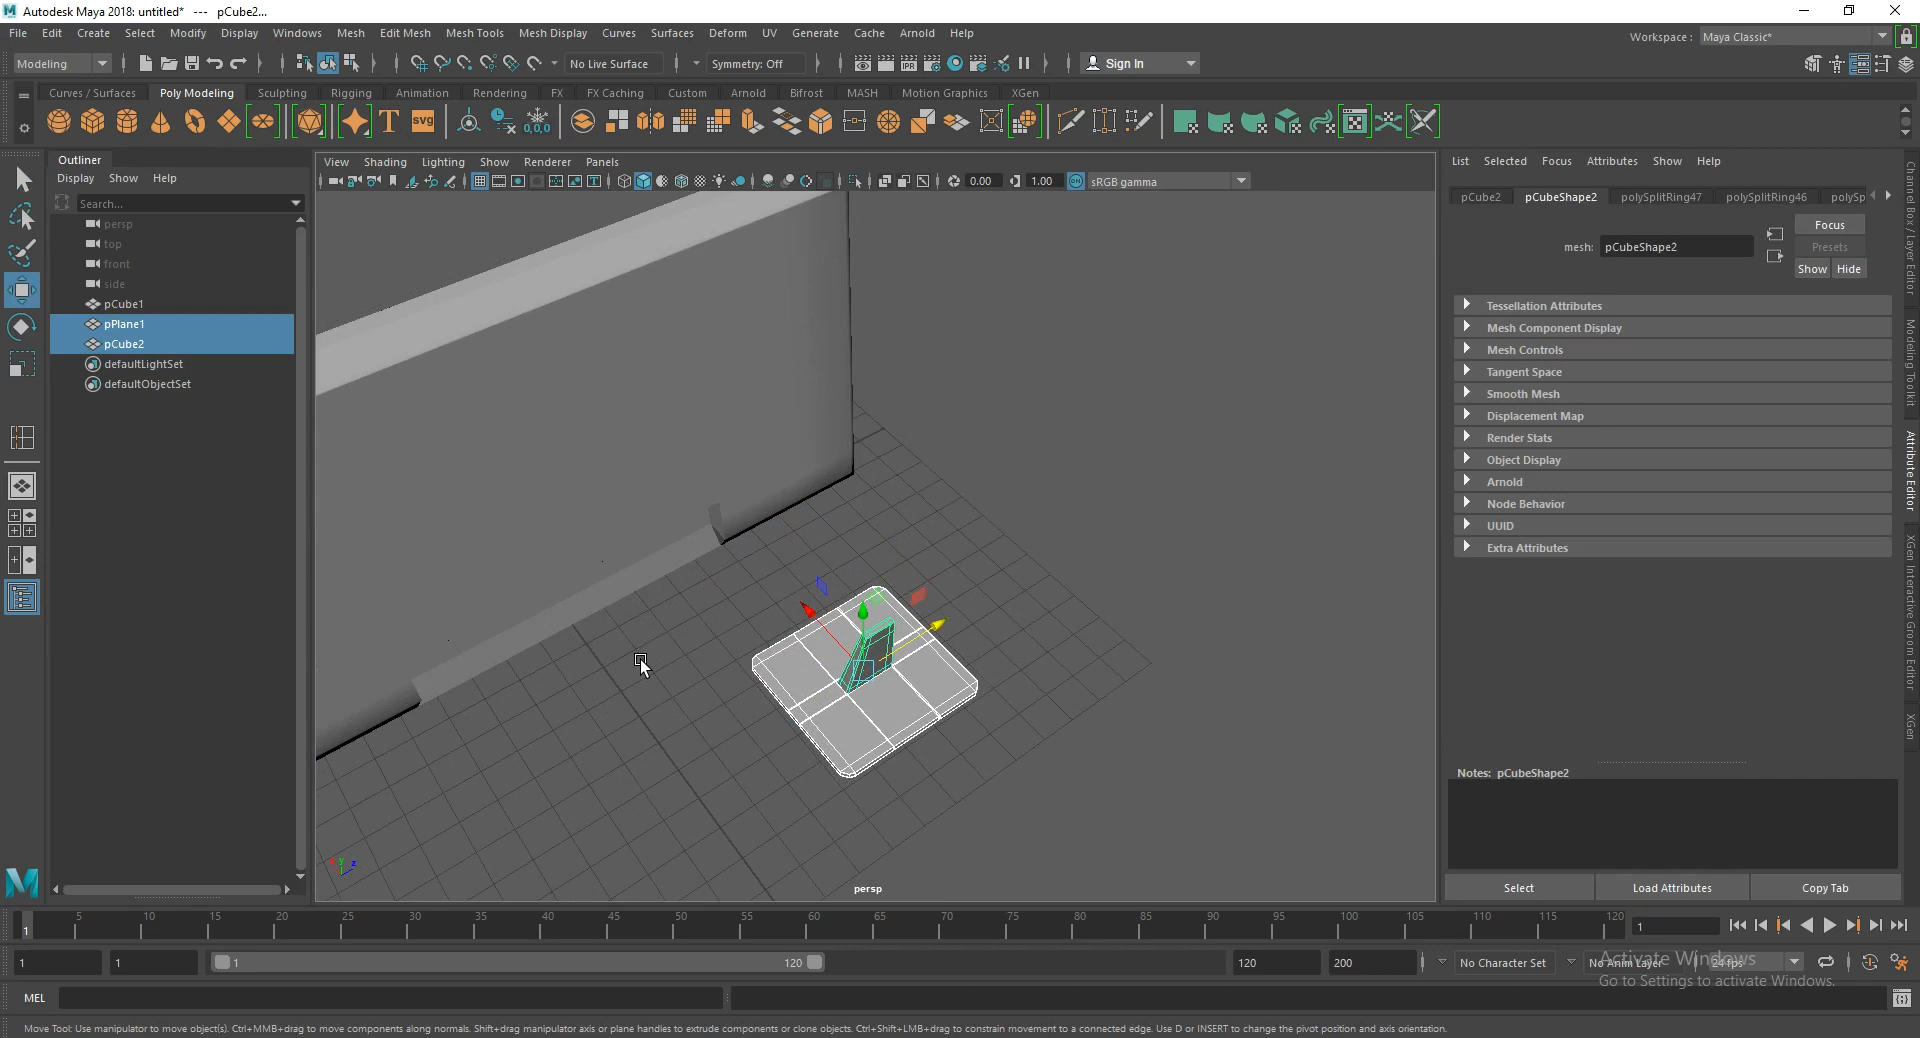 Autodesk Maya 2018: untitled*   ---   pCube2...
File Edit Create Select Modify Display Windows Mesh Edit Mesh Mesh Tools Mesh Display Curves Surfaces Deform UV Generate Cache Arnold Help
Workspace : Maya Classic*
Modeling No Live Surface Symmetry: Off Sign In
Curves / Surfaces Poly Modeling Sculpting Rigging Animation Rendering FX FX Caching Custom Arnold Bifrost MASH Motion Graphics XGen
T svg 0,0,0
Outliner
Display Show Help
Search...
persp
top
front
side
pCube1
pPlane1
pCube2
defaultLightSet
defaultObjectSet
View Shading Lighting Show Renderer Panels
0.00 1.00 ON sRGB gamma
persp
List Selected Focus Attributes Show Help
pCube2 pCubeShape2 polySplitRing47 polySplitRing46 polySp
mesh: pCubeShape2
Focus
Presets
Show Hide
Tessellation Attributes
Mesh Component Display
Mesh Controls
Tangent Space
Smooth Mesh
Displacement Map
Render Stats
Object Display
Arnold
Node Behavior
UUID
Extra Attributes
Notes: pCubeShape2
Select Load Attributes Copy Tab
Channel Box / Layer Editor
Modeling Toolkit
Attribute Editor
XGen Interactive Groom Editor
XGen
1 5 10 15 20 25 30 35 40 45 50 55 60 65 70 75 80 85 90 95 100 105 110 115 120
1
1 1 1 120 120 200 No Character Set No Anim Layer 24 fps
Activate Windows
Go to Settings to activate Windows.
MEL
Move Tool: Use manipulator to move object(s). Ctrl+MMB+drag to move components along normals. Shift+drag manipulator axis or plane handles to extrude components or clone objects. Ctrl+Shift+LMB+drag to constrain movement to a connected edge. Use D or INSERT to change the pivot position and axis orientation.